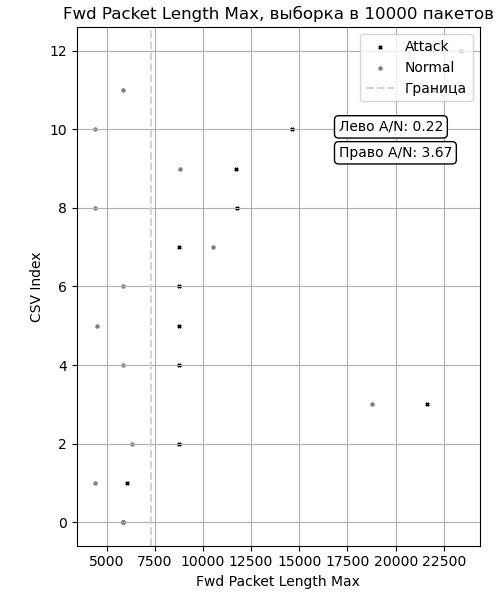 Fwd Packet Length Max, выборка в 10000 пакетов
Attack
Normal
Граница
Лево A/N: 0.22
Право A/N: 3.67
12
10
8
6
4
2
0
CSV Index
5000 7500 10000 12500 15000 17500 20000 22500
Fwd Packet Length Max